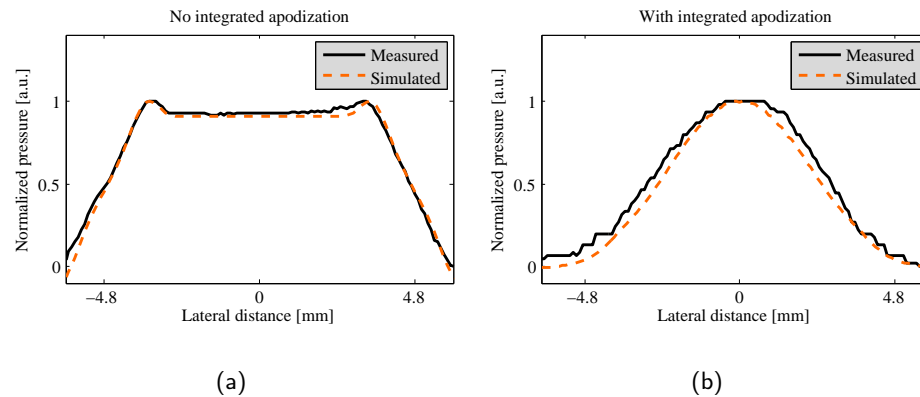 No integrated apodization
Normalized pressure [a.u.]
1
0.5
0
Measured
Simulated
−4.8
0
4.8
Lateral distance [mm]
(a)
With integrated apodization
Normalized pressure [a.u.]
1
0.5
0
Measured
Simulated
−4.8
0
4.8
Lateral distance [mm]
(b)